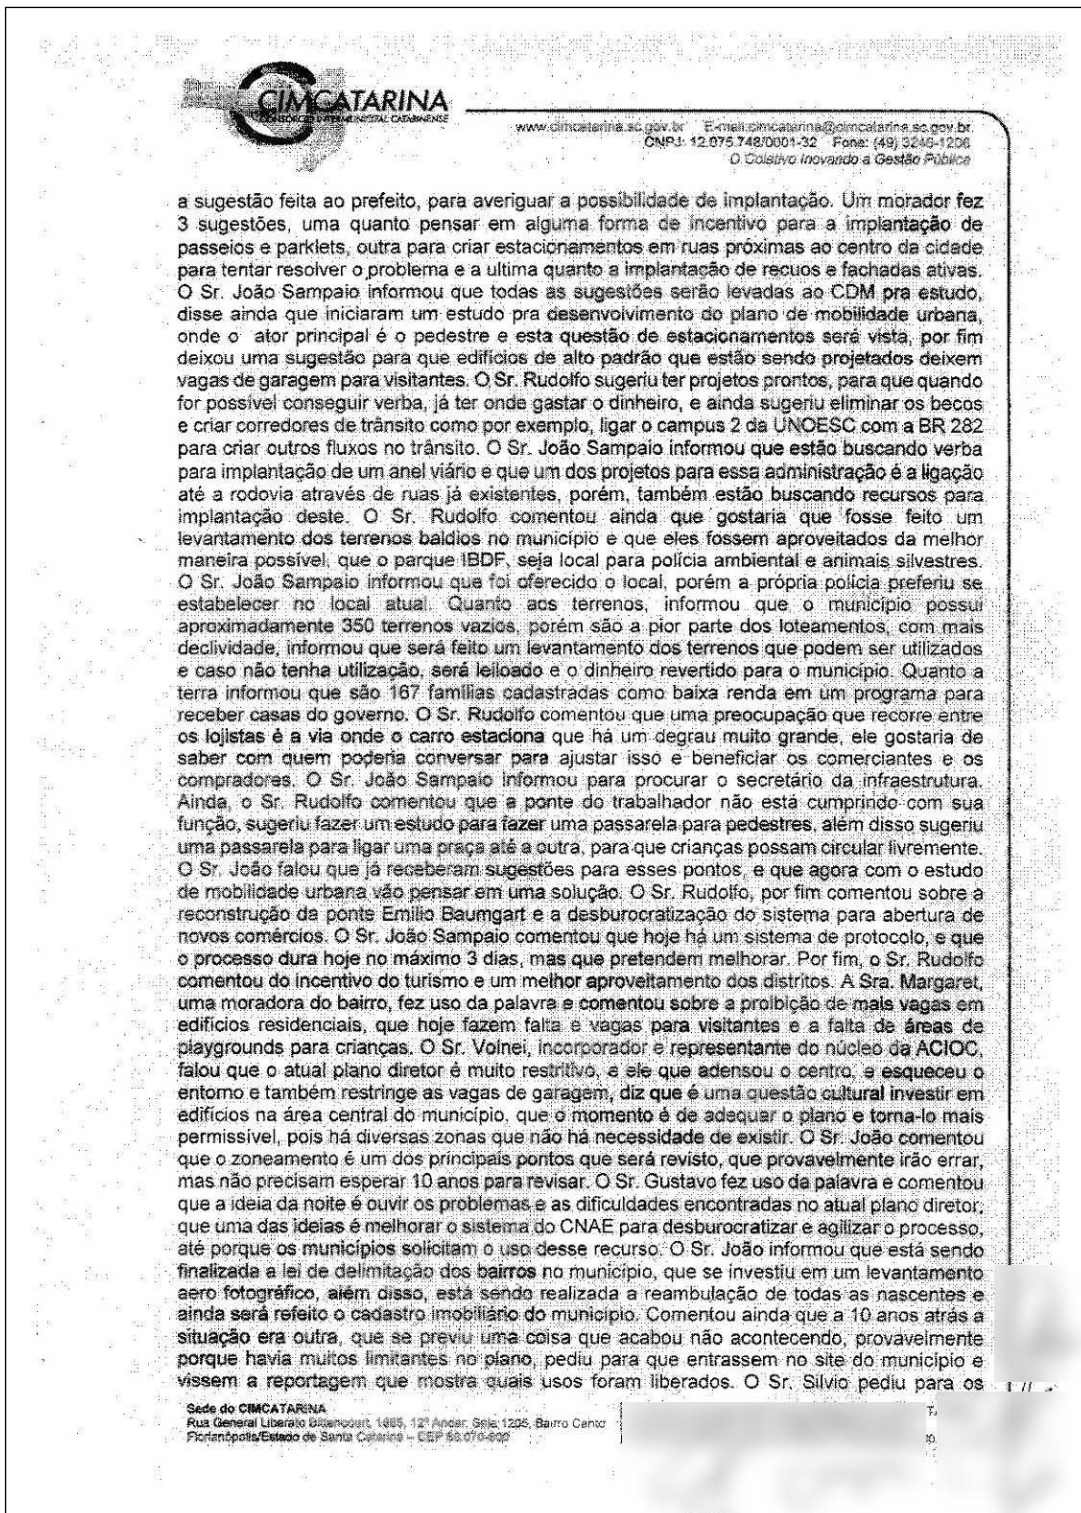 CIMCATARINA
CONSÓRCIO INTERMUNICIPAL CATARINENSE
www.cimcatarina.sc.gov.br E-mail:cimcatarina@cimcatarina.sc.gov.br
CNPJ: 12.075.748/0001-32 Fone: (49) 3246-1206
O Coletivo Inovando a Gestão Pública
a sugestão feita ao prefeito, para averiguar a possibilidade de implantação. Um morador fez
3 sugestões, uma quanto pensar em alguma forma de incentivo para a implantação de
passeios e parklets, outra para criar estacionamentos em ruas próximas ao centro da cidade
para tentar resolver o problema e a ultima quanto a implantação de recuos e fachadas ativas.
O Sr. João Sampaio informou que todas as sugestões serão levadas ao CDM pra estudo,
disse ainda que iniciaram um estudo pra desenvolvimento do plano de mobilidade urbana,
onde o ator principal é o pedestre e esta questão de estacionamentos será vista, por fim
deixou uma sugestão para que edifícios de alto padrão que estão sendo projetados deixem
vagas de garagem para visitantes. O Sr. Rudolfo sugeriu ter projetos prontos, para que quando
for possível conseguir verba, já ter onde gastar o dinheiro, e ainda sugeriu eliminar os becos
e criar corredores de trânsito como por exemplo, ligar o campus 2 da UNOESC com a BR 282
para criar outros fluxos no trânsito. O Sr. João Sampaio informou que estão buscando verba
para implantação de um anel viário e que um dos projetos para essa administração é a ligação
até a rodovia através de ruas já existentes, porém, também estão buscando recursos para
implantação deste. O Sr. Rudolfo comentou ainda que gostaria que fosse feito um
levantamento dos terrenos baldios no município e que eles fossem aproveitados da melhor
maneira possível, que o parque IBDF, seja local para polícia ambiental e animais silvestres.
O Sr. João Sampaio informou que foi oferecido o local, porém a própria polícia preferiu se
estabelecer no local atual. Quanto aos terrenos, informou que o município possui
aproximadamente 350 terrenos vazios, porém são a pior parte dos loteamentos, com mais
declividade, informou que será feito um levantamento dos terrenos que podem ser utilizados
e caso não tenha utilização, será leiloado e o dinheiro revertido para o município. Quanto a
terra informou que são 167 famílias cadastradas como baixa renda em um programa para
receber casas do governo. O Sr. Rudolfo comentou que uma preocupação que recorre entre
os lojistas é a via onde o carro estaciona que há um degrau muito grande, ele gostaria de
saber com quem poderia conversar para ajustar isso e beneficiar os comerciantes e os
compradores. O Sr. João Sampaio informou para procurar o secretário da infraestrutura.
Ainda, o Sr. Rudolfo comentou que a ponte do trabalhador não está cumprindo com sua
função, sugeriu fazer um estudo para fazer uma passarela para pedestres, além disso sugeriu
uma passarela para ligar uma praça até a outra, para que crianças possam circular livremente.
O Sr. João falou que já receberam sugestões para esses pontos, e que agora com o estudo
de mobilidade urbana vão pensar em uma solução. O Sr. Rudolfo, por fim comentou sobre a
reconstrução da ponte Emilio Baumgart e a desburocratização do sistema para abertura de
novos comércios. O Sr. João Sampaio comentou que hoje há um sistema de protocolo, e que
o processo dura hoje no máximo 3 dias, mas que pretendem melhorar. Por fim, o Sr. Rudolfo
comentou do incentivo do turismo e um melhor aproveitamento dos distritos. A Sra. Margaret,
uma moradora do bairro, fez uso da palavra e comentou sobre a proibição de mais vagas em
edifícios residenciais, que hoje fazem falta e vagas para visitantes e a falta de áreas de
playgrounds para crianças. O Sr. Volnei, incorporador e representante do núcleo da ACIOC,
falou que o atual plano diretor é muito restritivo, e ele que adensou o centro, e esqueceu o
entorno e também restringe as vagas de garagem, diz que é uma questão cultural investir em
edifícios na área central do município, que o momento é de adequar o plano e torna-lo mais
permissível, pois há diversas zonas que não há necessidade de existir. O Sr. João comentou
que o zoneamento é um dos principais pontos que será revisto, que provavelmente irão errar,
mas não precisam esperar 10 anos para revisar. O Sr. Gustavo fez uso da palavra e comentou
que a ideia da noite é ouvir os problemas e as dificuldades encontradas no atual plano diretor,
que uma das ideias é melhorar o sistema do CNAE para desburocratizar e agilizar o processo,
até porque os municípios solicitam o uso desse recurso. O Sr. João informou que está sendo
finalizada a lei de delimitação dos bairros no município, que se investiu em um levantamento
aero fotográfico, além disso, está sendo realizada a reambulação de todas as nascentes e
ainda será refeito o cadastro imobiliário do município. Comentou ainda que a 10 anos atrás a
situação era outra, que se previu uma coisa que acabou não acontecendo, provavelmente
porque havia muitos limitantes no plano, pediu para que entrassem no site do município e
vissem a reportagem que mostra quais usos foram liberados. O Sr. Silvio pediu para os
Sede do CIMCATARINA
Rua General Liberato Bittencourt, 1885, 12º Andar, Sala 1205, Bairro Canto
Florianópolis/Estado de Santa Catarina – CEP 88.070-800